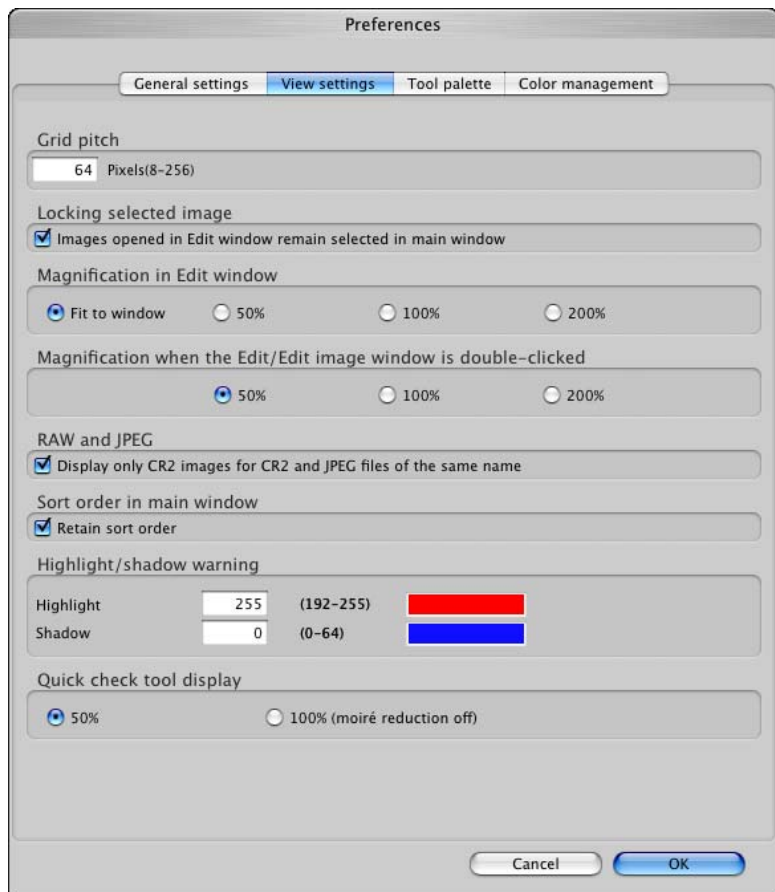 Preferences
General settings View settings Tool palette Color management
Grid pitch
64 Pixels(8-256)
Locking selected image
Images opened in Edit window remain selected in main window
Magnification in Edit window
Fit to window 50% 100% 200%
Magnification when the Edit/Edit image window is double-clicked
50% 100% 200%
RAW and JPEG
Display only CR2 images for CR2 and JPEG files of the same name
Sort order in main window
Retain sort order
Highlight/shadow warning
Highlight 255 (192-255)
Shadow 0 (0-64)
Quick check tool display
50% 100% (moiré reduction off)
Cancel OK